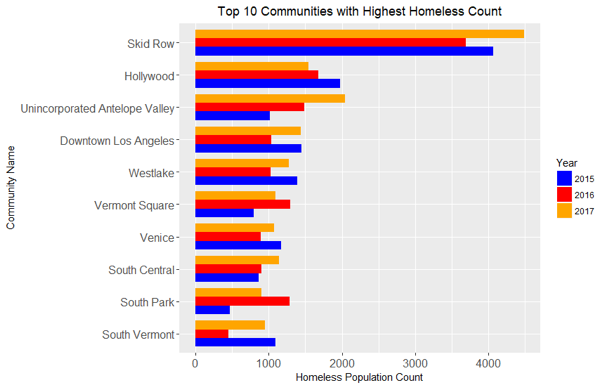 Top 10 Communities with Highest Homeless Count
Community Name
Skid Row
Hollywood
Unincorporated Antelope Valley
Downtown Los Angeles
Westlake
Vermont Square
Venice
South Central
South Park
South Vermont
0 1000 2000 3000 4000
Homeless Population Count
Year
2015
2016
2017